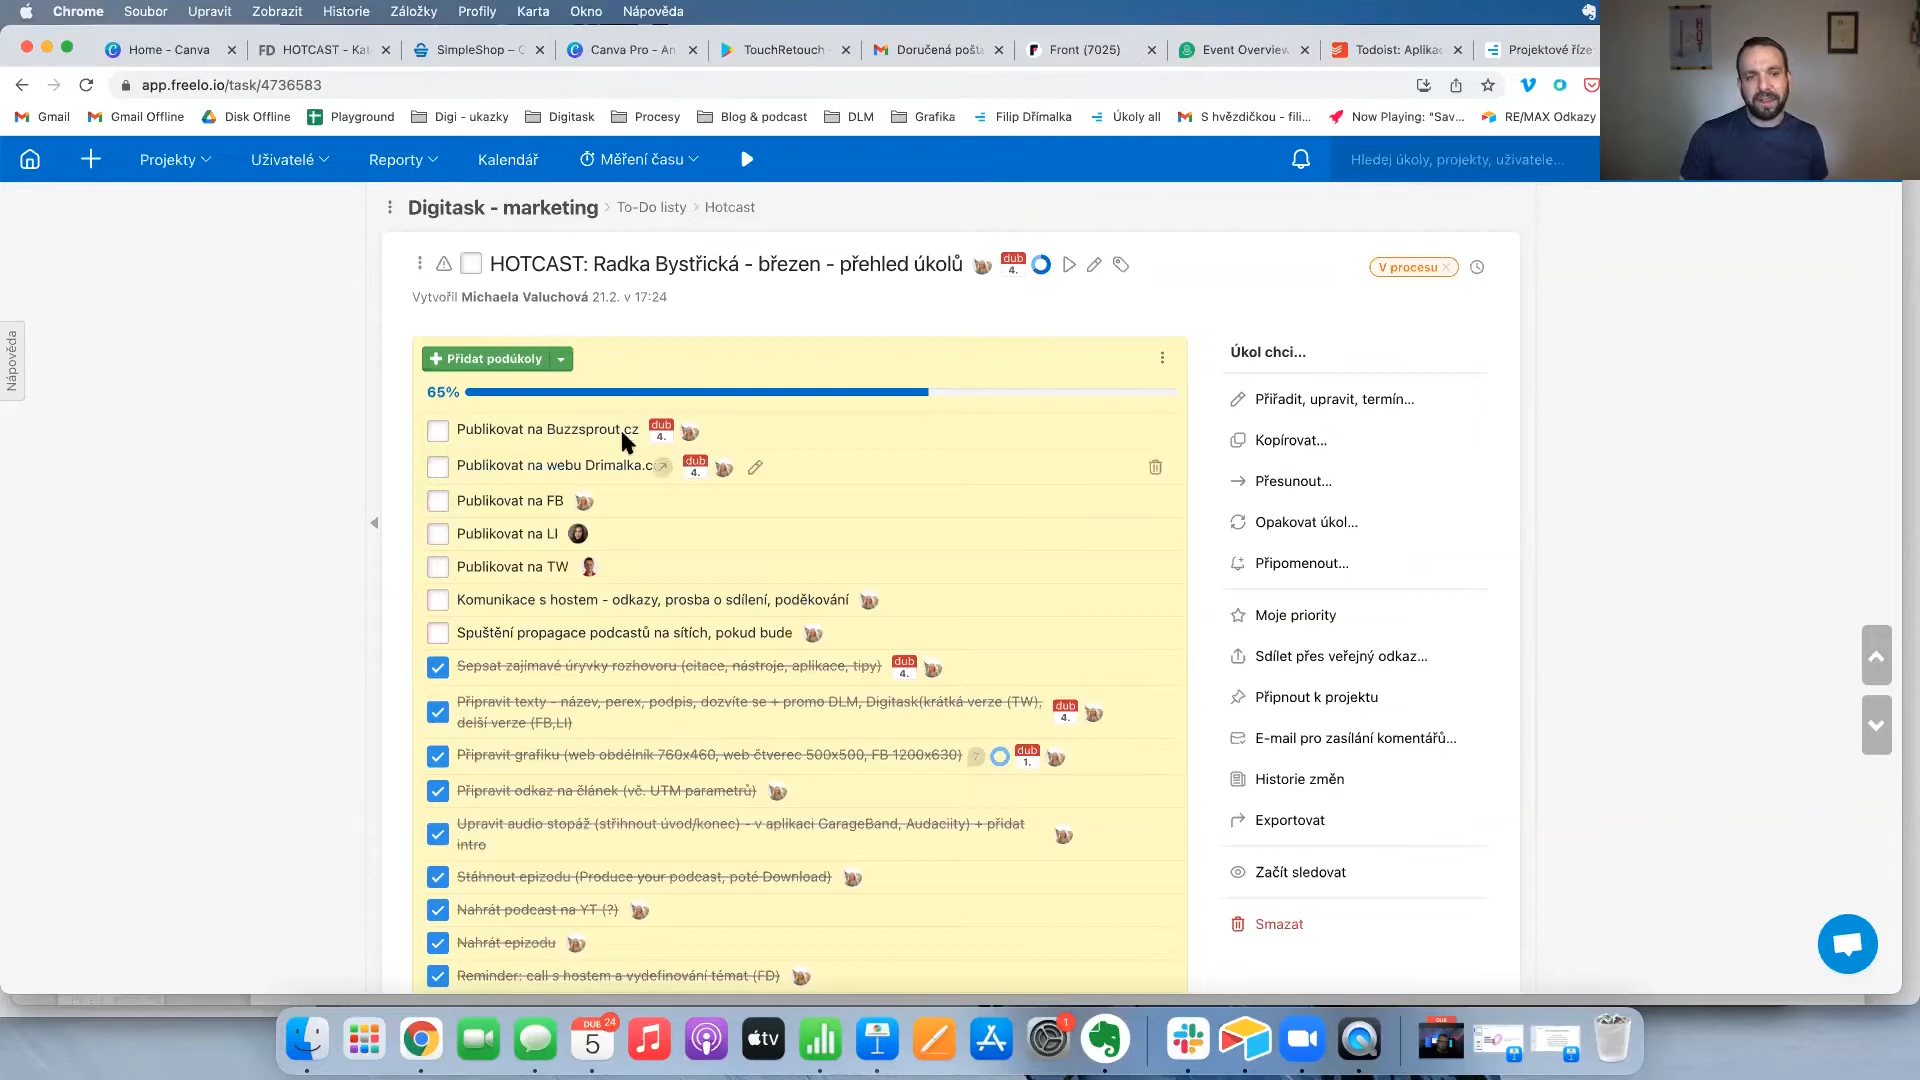 Chrome Soubor Upravit Zobrazit Historie Záložky Profily Karta Okno Nápověda
Home - Canva HOTCAST - Kat SimpleShop – Canva Pro - An TouchRetouch Doručená pošta Front (7025) Event Overview Todoist: Aplika Projektové říze
app.freelo.io/task/4736583
Gmail Gmail Offline Disk Offline Playground Digi - ukazky Digitask Procesy Blog & podcast DLM Grafika Filip Dřímalka Úkoly all S hvězdičkou - fili... Now Playing: "Sav... RE/MAX Odkazy
Projekty Uživatelé Reporty Kalendář Měření času Hledej úkoly, projekty, uživatele...
Digitask - marketing To-Do listy Hotcast
HOTCAST: Radka Bystřická - březen - přehled úkolů dub 4. V procesu
Vytvořil Michaela Valuchová 21.2. v 17:24
Nápověda
Přidat podúkoly
65%
Publikovat na Buzzsprout.cz dub 4.
Publikovat na webu Drimalka.c dub 4.
Publikovat na FB
Publikovat na LI
Publikovat na TW
Komunikace s hostem - odkazy, prosba o sdílení, poděkování
Spuštění propagace podcastů na sítích, pokud bude
Sepsat zajímavé úryvky rozhovoru (citace, nástroje, aplikace, tipy) dub 4.
Připravit texty - název, perex, podpis, dozvíte se + promo DLM, Digitask(krátká verze (TW),
delší verze (FB,LI) dub 4.
Připravit grafiku (web obdélník 760x460, web čtverec 500x500, FB 1200x630) 7 dub 1.
Připravit odkaz na článek (vč. UTM parametrů)
Upravit audio stopáž (střihnout úvod/konec) - v aplikaci GarageBand, Audaciity) + přidat
intro
Stáhnout epizodu (Produce your podcast, poté Download)
Nahrát podcast na YT (?)
Nahrát epizodu
Reminder: call s hostem a vydefinování témat (FD)
Úkol chci...
Přiřadit, upravit, termín...
Kopírovat...
Přesunout...
Opakovat úkol...
Připomenout...
Moje priority
Sdílet přes veřejný odkaz...
Připnout k projektu
E-mail pro zasílání komentářů...
Historie změn
Exportovat
Začít sledovat
Smazat
DUB 24 5 tv 1